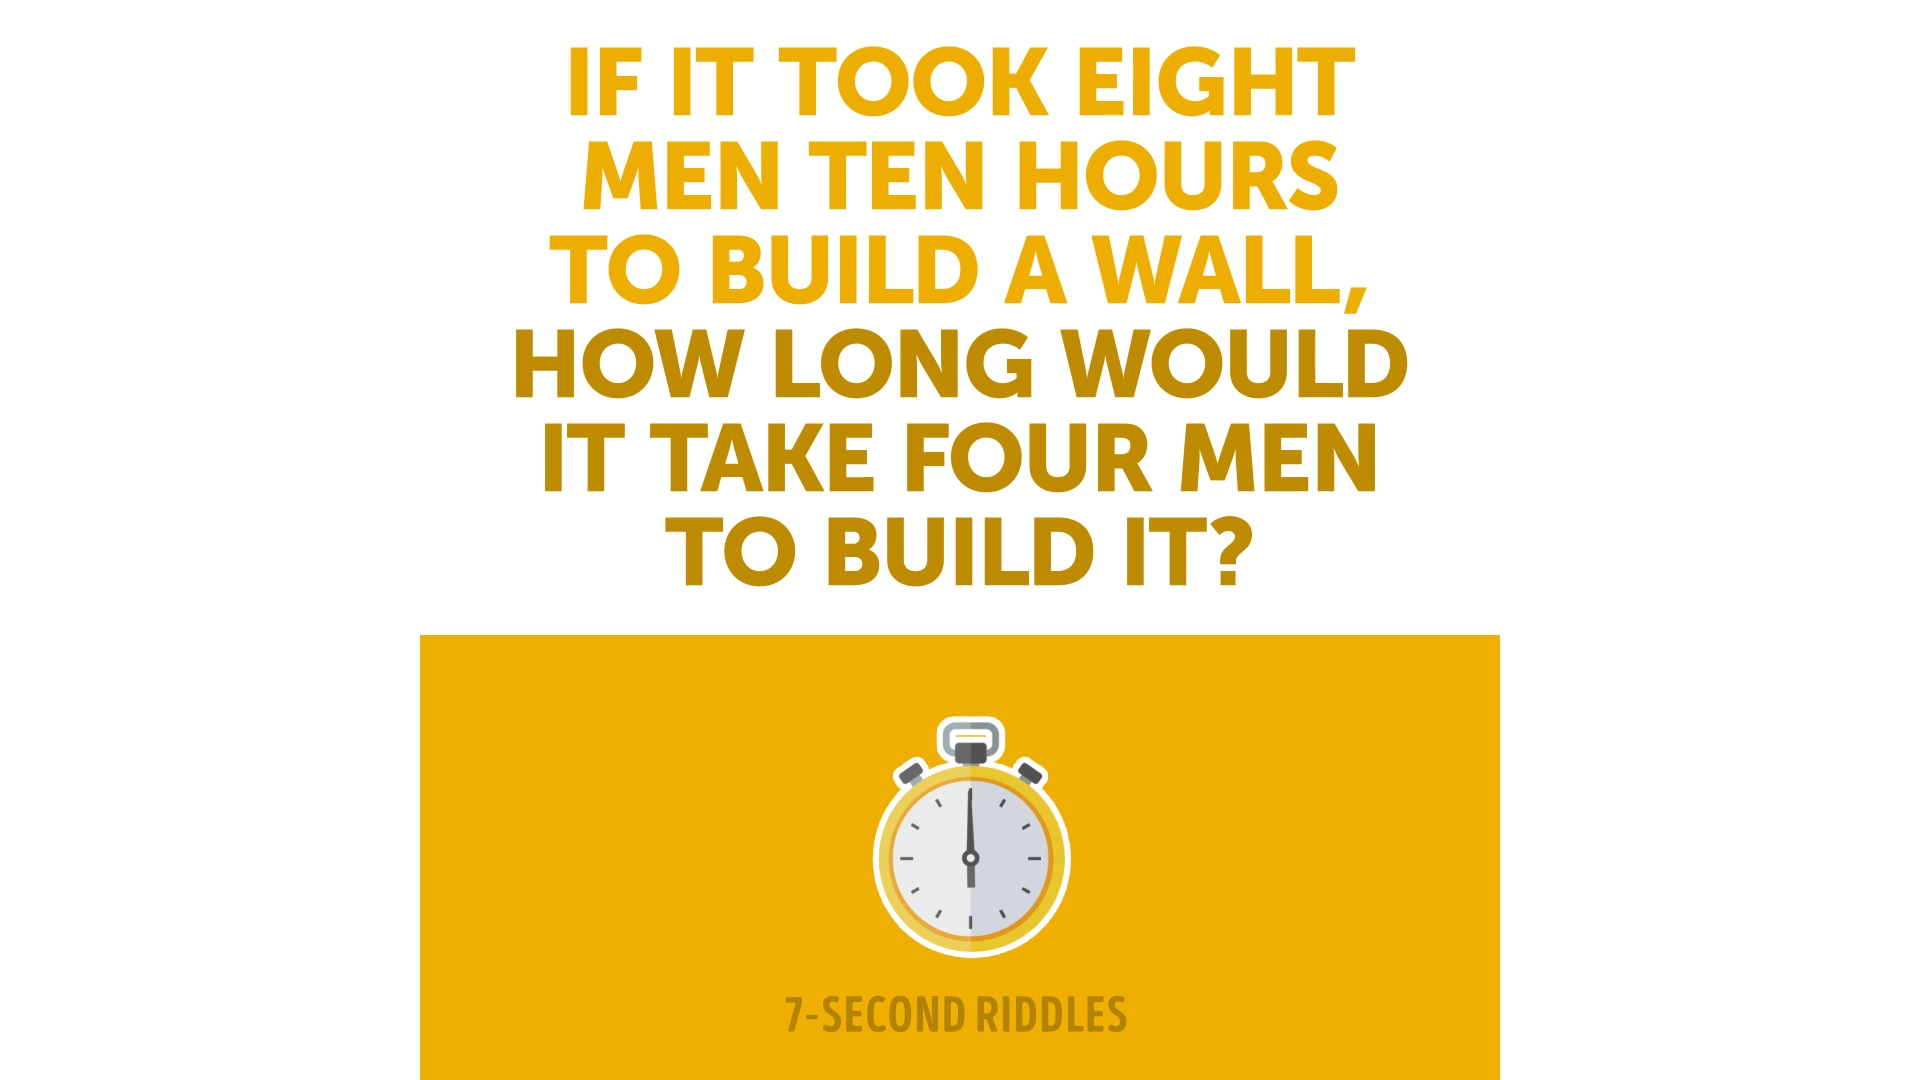 IF IT TOOK EIGHT
MEN TEN HOURS
TO BUILD A WALL,
HOW LONG WOULD
IT TAKE FOUR MEN
TO BUILD IT?
7-SECOND RIDDLES